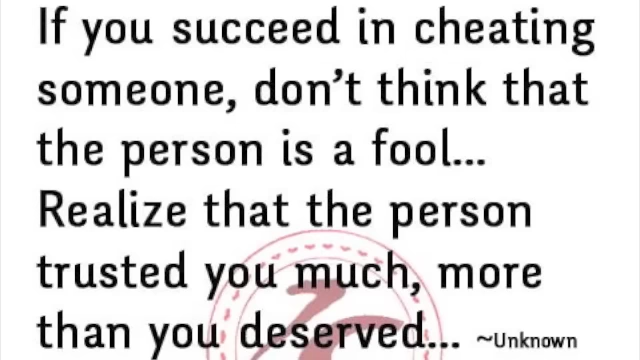 If you succeed in cheating
someone, don’t think that
the person is a fool...
Realize that the person
trusted you much, more
than you deserved... ~Unknown